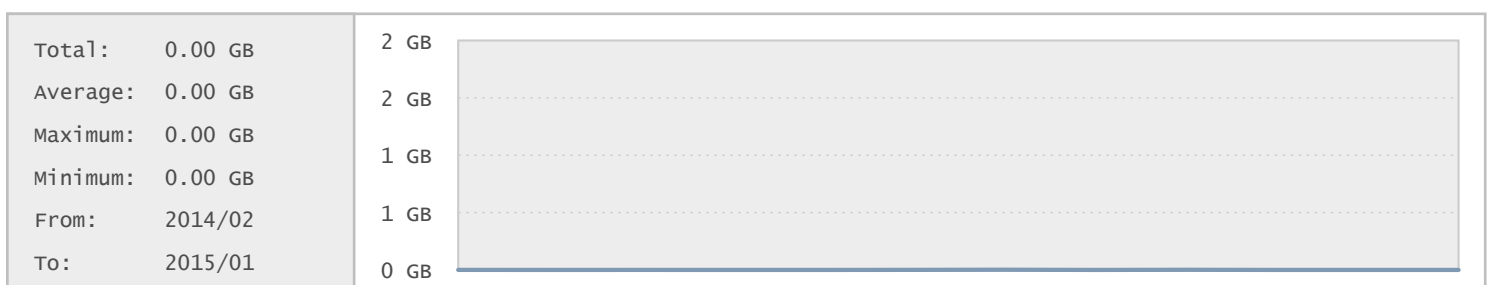 Total: 0.00 GB
Average: 0.00 GB
Maximum: 0.00 GB
Minimum: 0.00 GB
From: 2014/02
To: 2015/01
2 GB
2 GB
1 GB
1 GB
0 GB